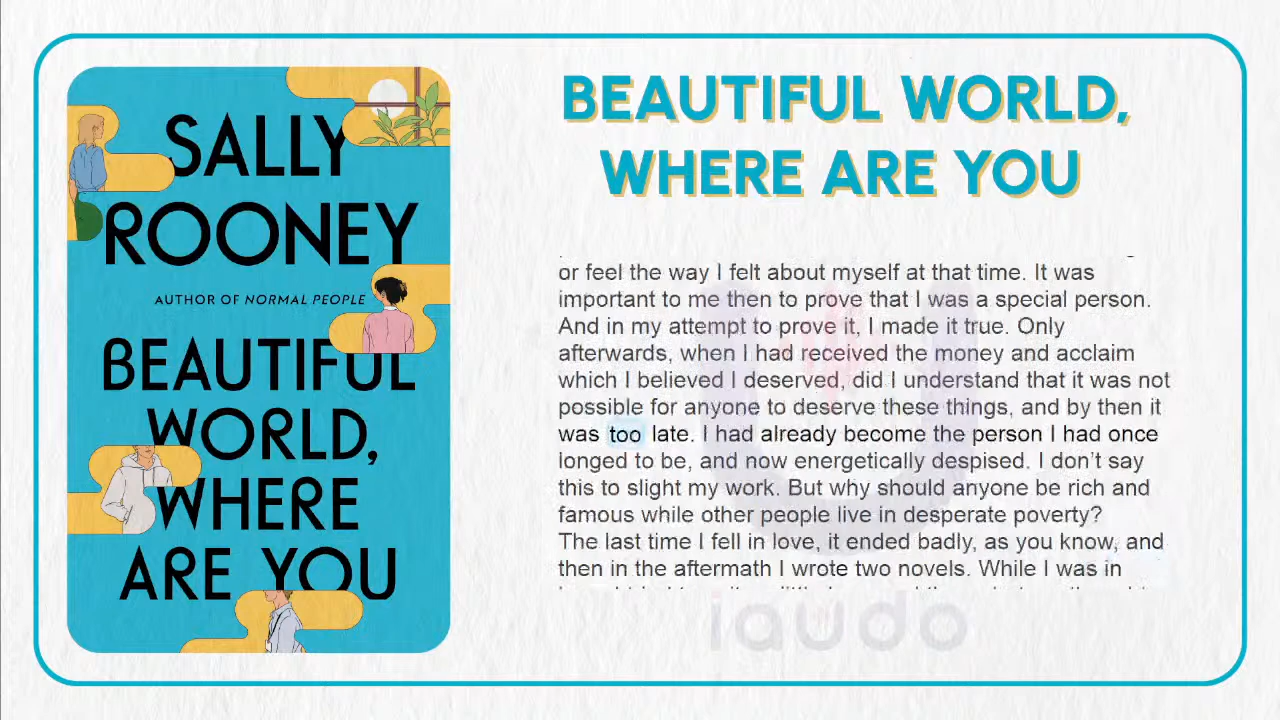 SALLY
ROONEY
AUTHOR OF NORMAL PEOPLE
BEAUTIFUL
WORLD,
WHERE
ARE YOU
BEAUTIFUL WORLD,
WHERE ARE YOU
or feel the way I felt about myself at that time. It was
important to me then to prove that I was a special person.
And in my attempt to prove it, I made it true. Only
afterwards, when I had received the money and acclaim
which I believed I deserved, did I understand that it was not
possible for anyone to deserve these things, and by then it
was too late. I had already become the person I had once
longed to be, and now energetically despised. I don’t say
this to slight my work. But why should anyone be rich and
famous while other people live in desperate poverty?
The last time I fell in love, it ended badly, as you know, and
then in the aftermath I wrote two novels. While I was in
iaudo